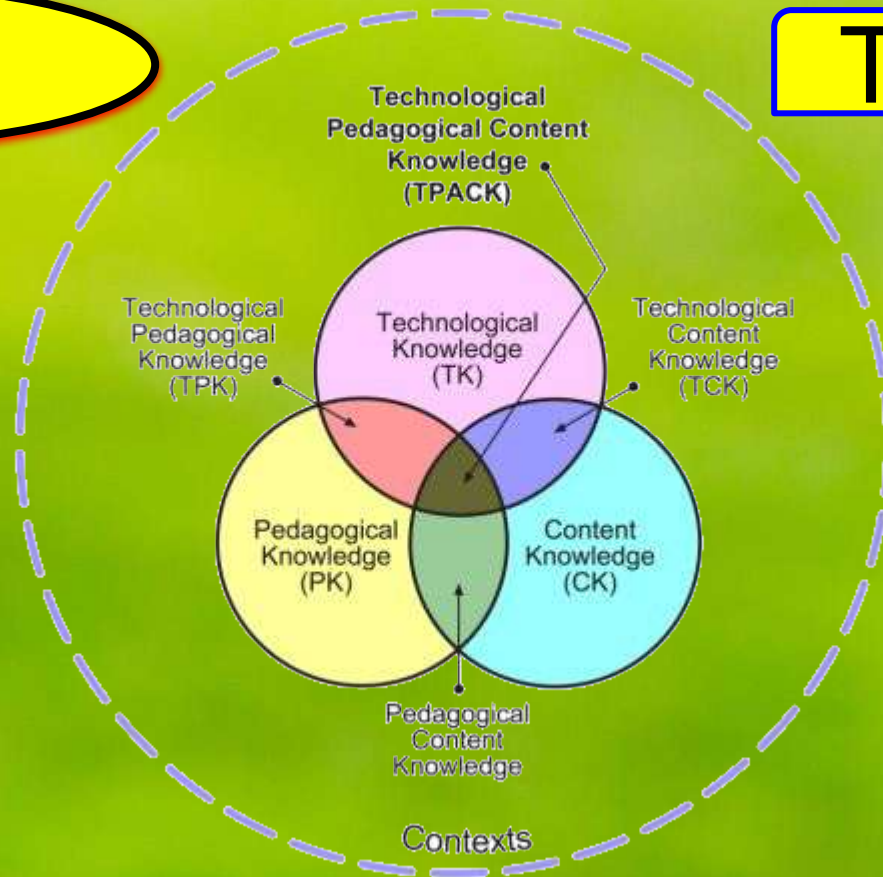 T
Technological
Pedagogical Content
Knowledge
(TPACK)
Technological
Pedagogical
Knowledge
(TPK)
Technological
Knowledge
(TK)
Technological
Content
Knowledge
(TCK)
Pedagogical
Knowledge
(PK)
Content
Knowledge
(CK)
Pedagogical
Content
Knowledge
Contexts